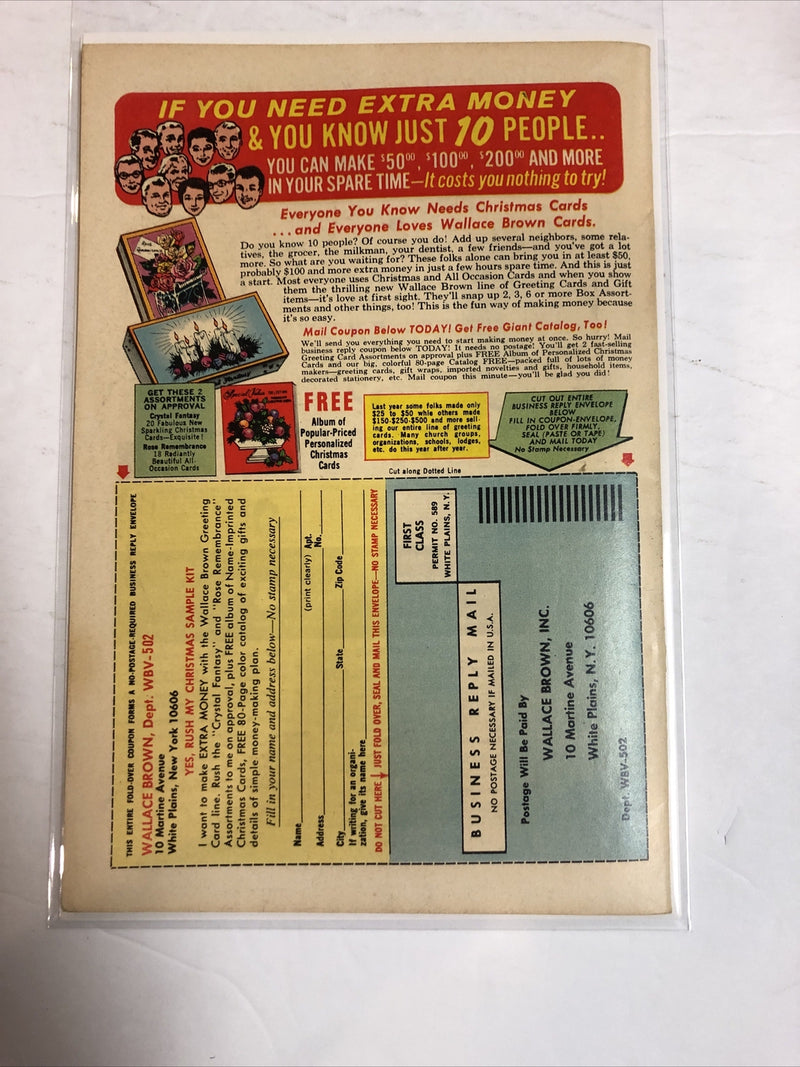 IF YOU NEED EXTRA MONEY
& YOU KNOW JUST 10 PEOPLE..
YOU CAN MAKE $50⁰⁰, $100⁰⁰, $200⁰⁰ AND MORE
IN YOUR SPARE TIME—It costs you nothing to try!
Everyone You Know Needs Christmas Cards
...and Everyone Loves Wallace Brown Cards.
Do you know 10 people? Of course you do! Add up several neighbors, some rela-
tives, the grocer, the milkman, your dentist, a few friends—and you've got a lot
more. So what are you waiting for? These folks alone can bring you in at least $50,
probably $100 and more extra money in just a few hours spare time. And this is just
a start. Most everyone uses Christmas and All Occasion Cards and when you show
them the thrilling new Wallace Brown line of Greeting Cards and Gift
items—it's love at first sight. They'll snap up 2, 3, 6 or more Box Assort-
ments and other things, too! This is the fun way of making money because
it's so easy.
Mail Coupon Below TODAY! Get Free Giant Catalog, Too!
We'll send you everything you need to start making money at once. So hurry! Mail
business reply coupon below TODAY! It needs no postage! You'll get 2 fast-selling
Greeting Card Assortments on approval plus FREE Album of Personalized Christmas
Cards and our big, colorful 80-page Catalog FREE—packed full of lots of money
makers—greeting cards, gift wraps, imported novelties and gifts, household items,
decorated stationery, etc. Mail coupon this minute—you'll be glad you did!
GET THESE 2
ASSORTMENTS
ON APPROVAL
Crystal Fantasy
20 Fabulous New
Sparkling Christmas
Cards—Exquisite!
Rose Remembrance
18 Radiantly
Beautiful All-
Occasion Cards
Special Value
FREE
Album of
Popular-Priced
Personalized
Christmas
Cards
Last year some folks made only
$25 to $50 while others made
$150-$250-$500 and more sell-
ing our entire line of greeting
cards. Many church groups,
organizations, schools, lodges,
etc. do this year after year.
CUT OUT ENTIRE
BUSINESS REPLY ENVELOPE
BELOW
FILL IN COUPON-ENVELOPE,
FOLD OVER FIRMLY,
SEAL (PASTE OR TAPE)
AND MAIL TODAY
No Stamp Necessary
Cut along Dotted Line
THIS ENTIRE FOLD-OVER COUPON FORMS A NO-POSTAGE-REQUIRED BUSINESS REPLY ENVELOPE
WALLACE BROWN, Dept. WBV-502
10 Martine Avenue
White Plains, New York 10606
YES, RUSH MY CHRISTMAS SAMPLE KIT
I want to make EXTRA MONEY with the Wallace Brown Greeting
Card line. Rush the "Crystal Fantasy" and "Rose Remembrance"
Assortments to me on approval, plus FREE album of Name-Imprinted
Christmas Cards, FREE 80-Page color catalog of exciting gifts and
details of simple money-making plan.
Fill in your name and address below—No stamp necessary
Name
(print clearly) Apt.
Address No.
City State Zip Code
If writing for an organi-
zation, give its name here
DO NOT CUT HERE JUST FOLD OVER, SEAL AND MAIL THIS ENVELOPE—NO STAMP NECESSARY
FIRST
CLASS
PERMIT NO. 589
WHITE PLAINS, N.Y.
BUSINESS REPLY MAIL
NO POSTAGE NECESSARY IF MAILED IN U.S.A.
Postage Will Be Paid By
WALLACE BROWN, INC.
10 Martine Avenue
White Plains, N.Y. 10606
Dept. WBV-502